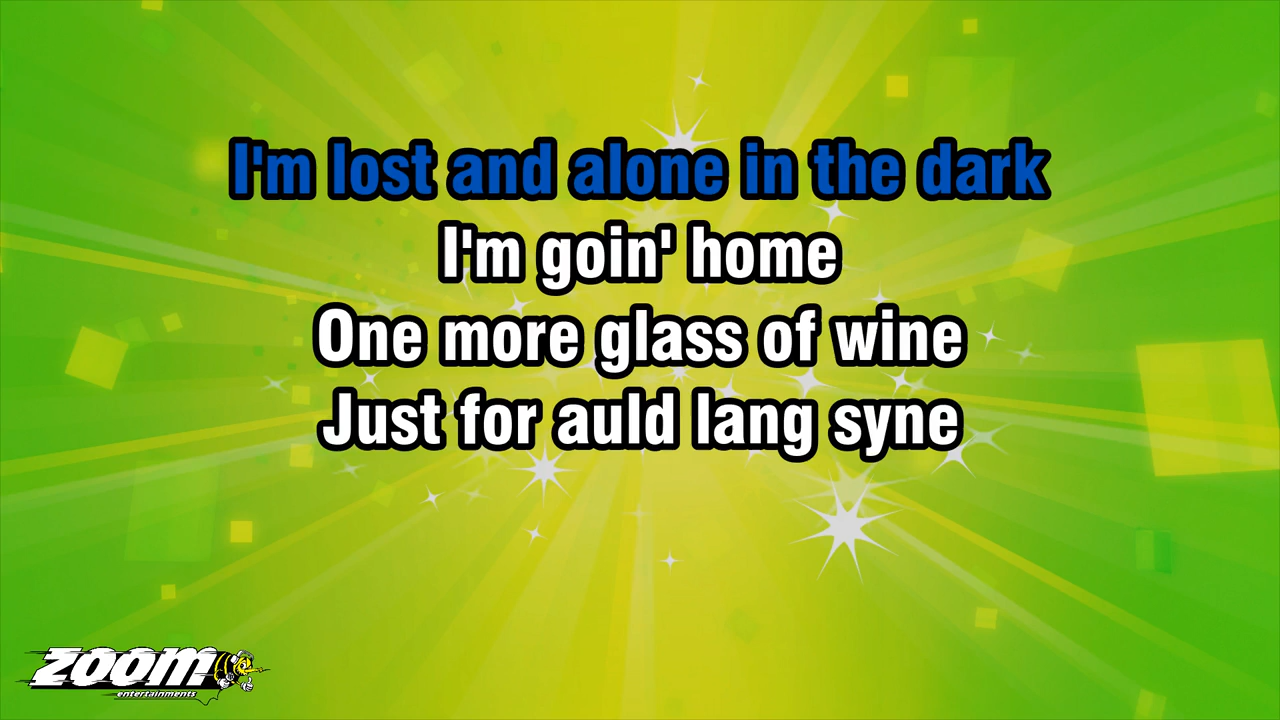 I'm lost and alone in the dark
I'm goin' home
One more glass of wine
Just for auld lang syne
zoom
entertainments